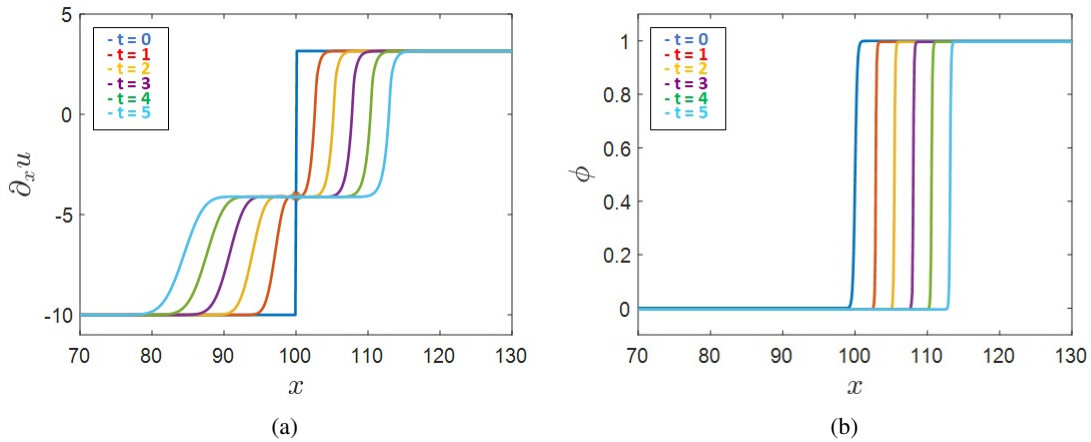 5
0
-5
-10
∂ₓu
- t = 0
- t = 1
- t = 2
- t = 3
- t = 4
- t = 5
70 80 90 100 110 120 130
x
(a)
1
0.8
0.6
0.4
0.2
0
ϕ
- t = 0
- t = 1
- t = 2
- t = 3
- t = 4
- t = 5
70 80 90 100 110 120 130
x
(b)